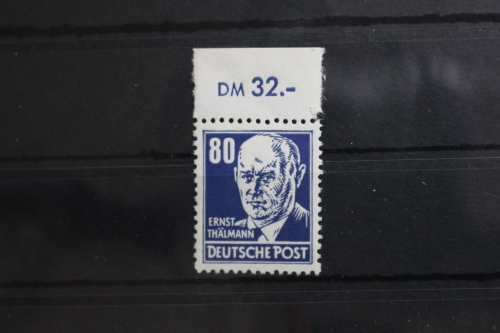 DM 32.-
80
ERNST
THÄLMANN
DEUTSCHE POST